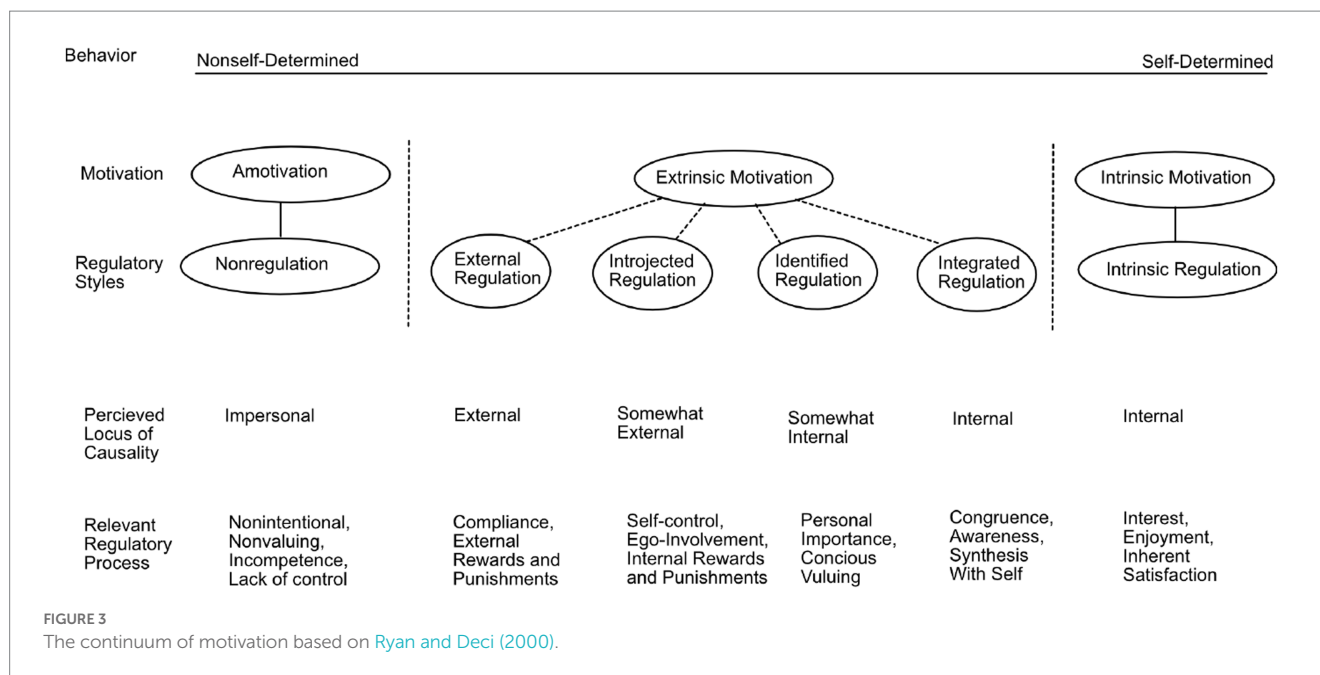 Behavior
Nonself-Determined
Self-Determined
Motivation
Amotivation
Extrinsic Motivation
Intrinsic Motivation
Regulatory
Styles
Nonregulation
External
Regulation
Introjected
Regulation
Identified
Regulation
Integrated
Regulation
Intrinsic Regulation
Percieved
Locus of
Causality
Impersonal
External
Somewhat
External
Somewhat
Internal
Internal
Internal
Relevant
Regulatory
Process
Nonintentional,
Nonvaluing,
Incompetence,
Lack of control
Compliance,
External
Rewards and
Punishments
Self-control,
Ego-Involvement,
Internal Rewards
and Punishments
Personal
Importance,
Concious
Vuluing
Congruence,
Awareness,
Synthesis
With Self
Interest,
Enjoyment,
Inherent
Satisfaction
FIGURE 3
The continuum of motivation based on Ryan and Deci (2000).